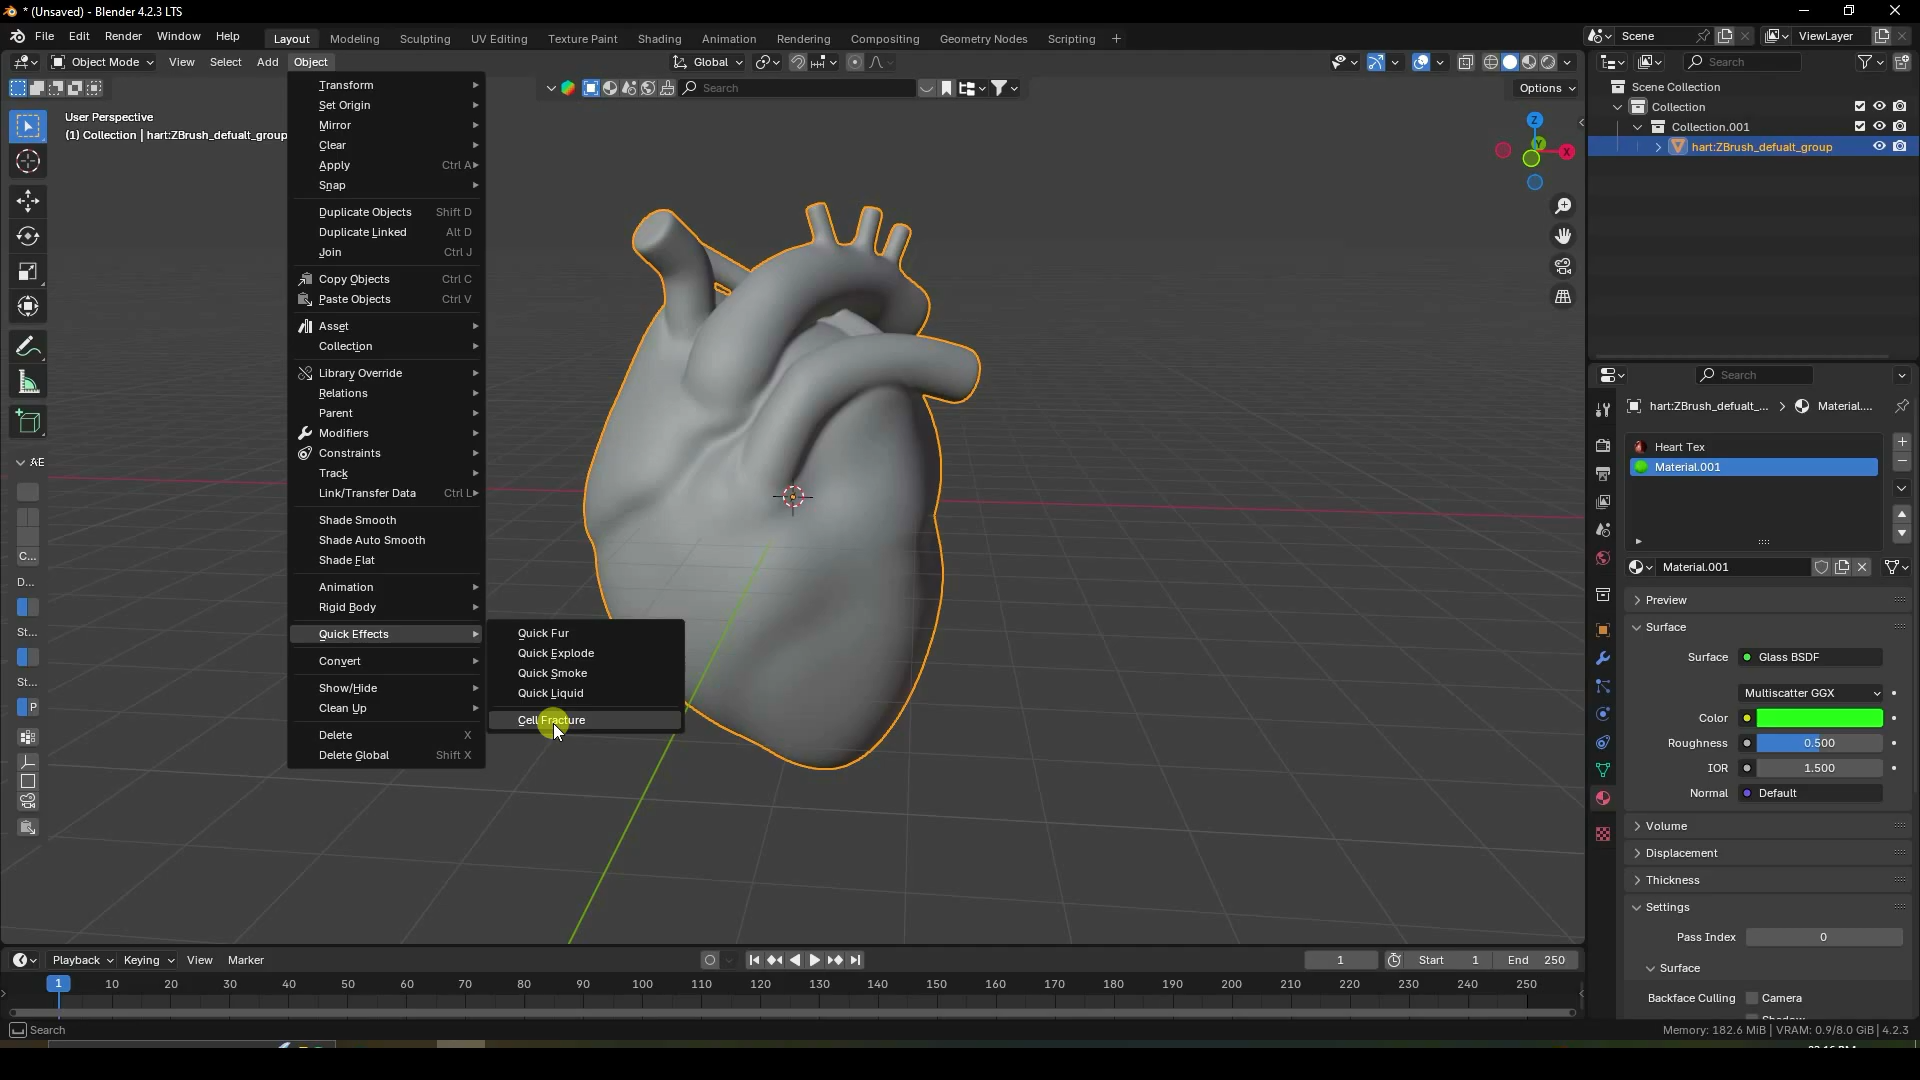 * (Unsaved) - Blender 4.2.3 LTS
File Edit Render Window Help Layout Modeling Sculpting UV Editing Texture Paint Shading Animation Rendering Compositing Geometry Nodes Scripting + Scene ViewLayer
Object Mode View Select Add Object Global Search
Search Options
User Perspective
(1) Collection | hart:ZBrush_defualt_group
Transform
Set Origin
Mirror
Clear
Apply Ctrl A
Snap
Duplicate Objects Shift D
Duplicate Linked Alt D
Join Ctrl J
Copy Objects Ctrl C
Paste Objects Ctrl V
Asset
Collection
Library Override
Relations
Parent
Modifiers
Constraints
Track
Link/Transfer Data Ctrl L
Shade Smooth
Shade Auto Smooth
Shade Flat
Animation
Rigid Body
Quick Effects
Convert
Show/Hide
Clean Up
Delete X
Delete Global Shift X
Quick Fur
Quick Explode
Quick Smoke
Quick Liquid
Cell Fracture
AE
C...
D...
St...
St...
P
Z
Y
X
Scene Collection
Collection
Collection.001
hart:ZBrush_defualt_group
Search
hart:ZBrush_defualt_... > Material....
Heart Tex
Material.001
Material.001
Preview
Surface
Surface Glass BSDF
Multiscatter GGX
Color
Roughness 0.500
IOR 1.500
Normal Default
Volume
Displacement
Thickness
Settings
Pass Index 0
Surface
Backface Culling Camera
Playback Keying View Marker 1 Start 1 End 250
1 10 20 30 40 50 60 70 80 90 100 110 120 130 140 150 160 170 180 190 200 210 220 230 240 250
Search
Memory: 182.6 MiB | VRAM: 0.9/8.0 GiB | 4.2.3